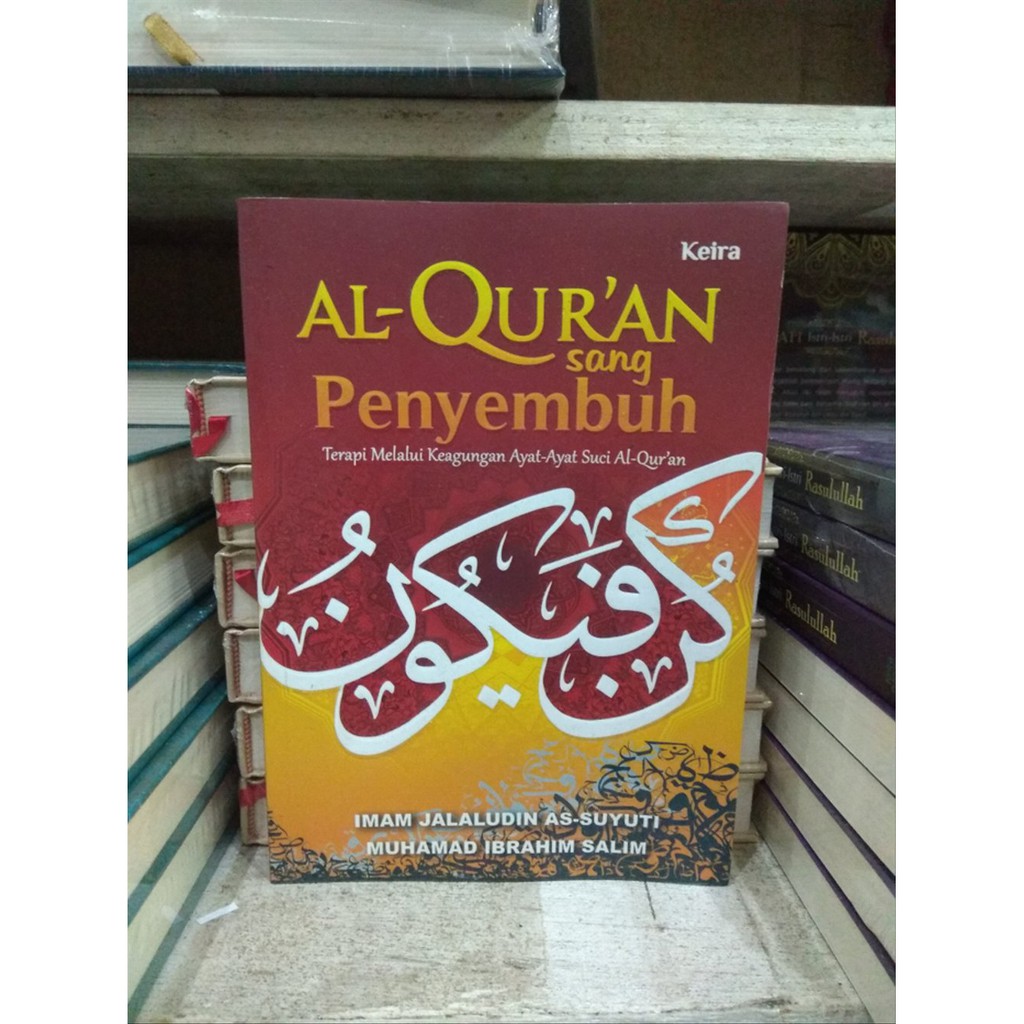 Keira
AL-QUR'AN
sang
Penyembuh
Terapi Melalui Keagungan Ayat-Ayat Suci Al-Qur'an
كُنْ فَيَكُونُ
IMAM JALALUDIN AS-SUYUTI
MUHAMAD IBRAHIM SALIM
Rasulullah
Rasulullah
Rasulullah